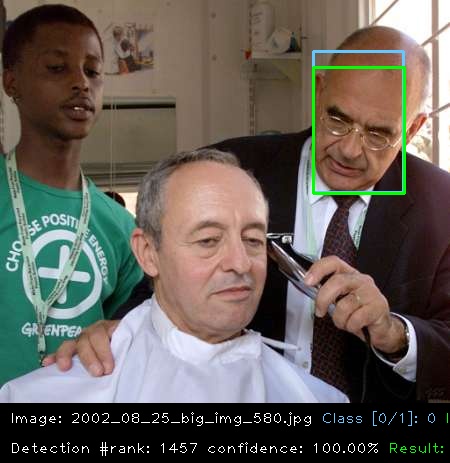 CHOOSE POSITIVE ENERGY
GREENPEA
Image: 2002_08_25_big_img_580.jpg Class [0/1]: 0
Detection #rank: 1457 confidence: 100.00% Result: